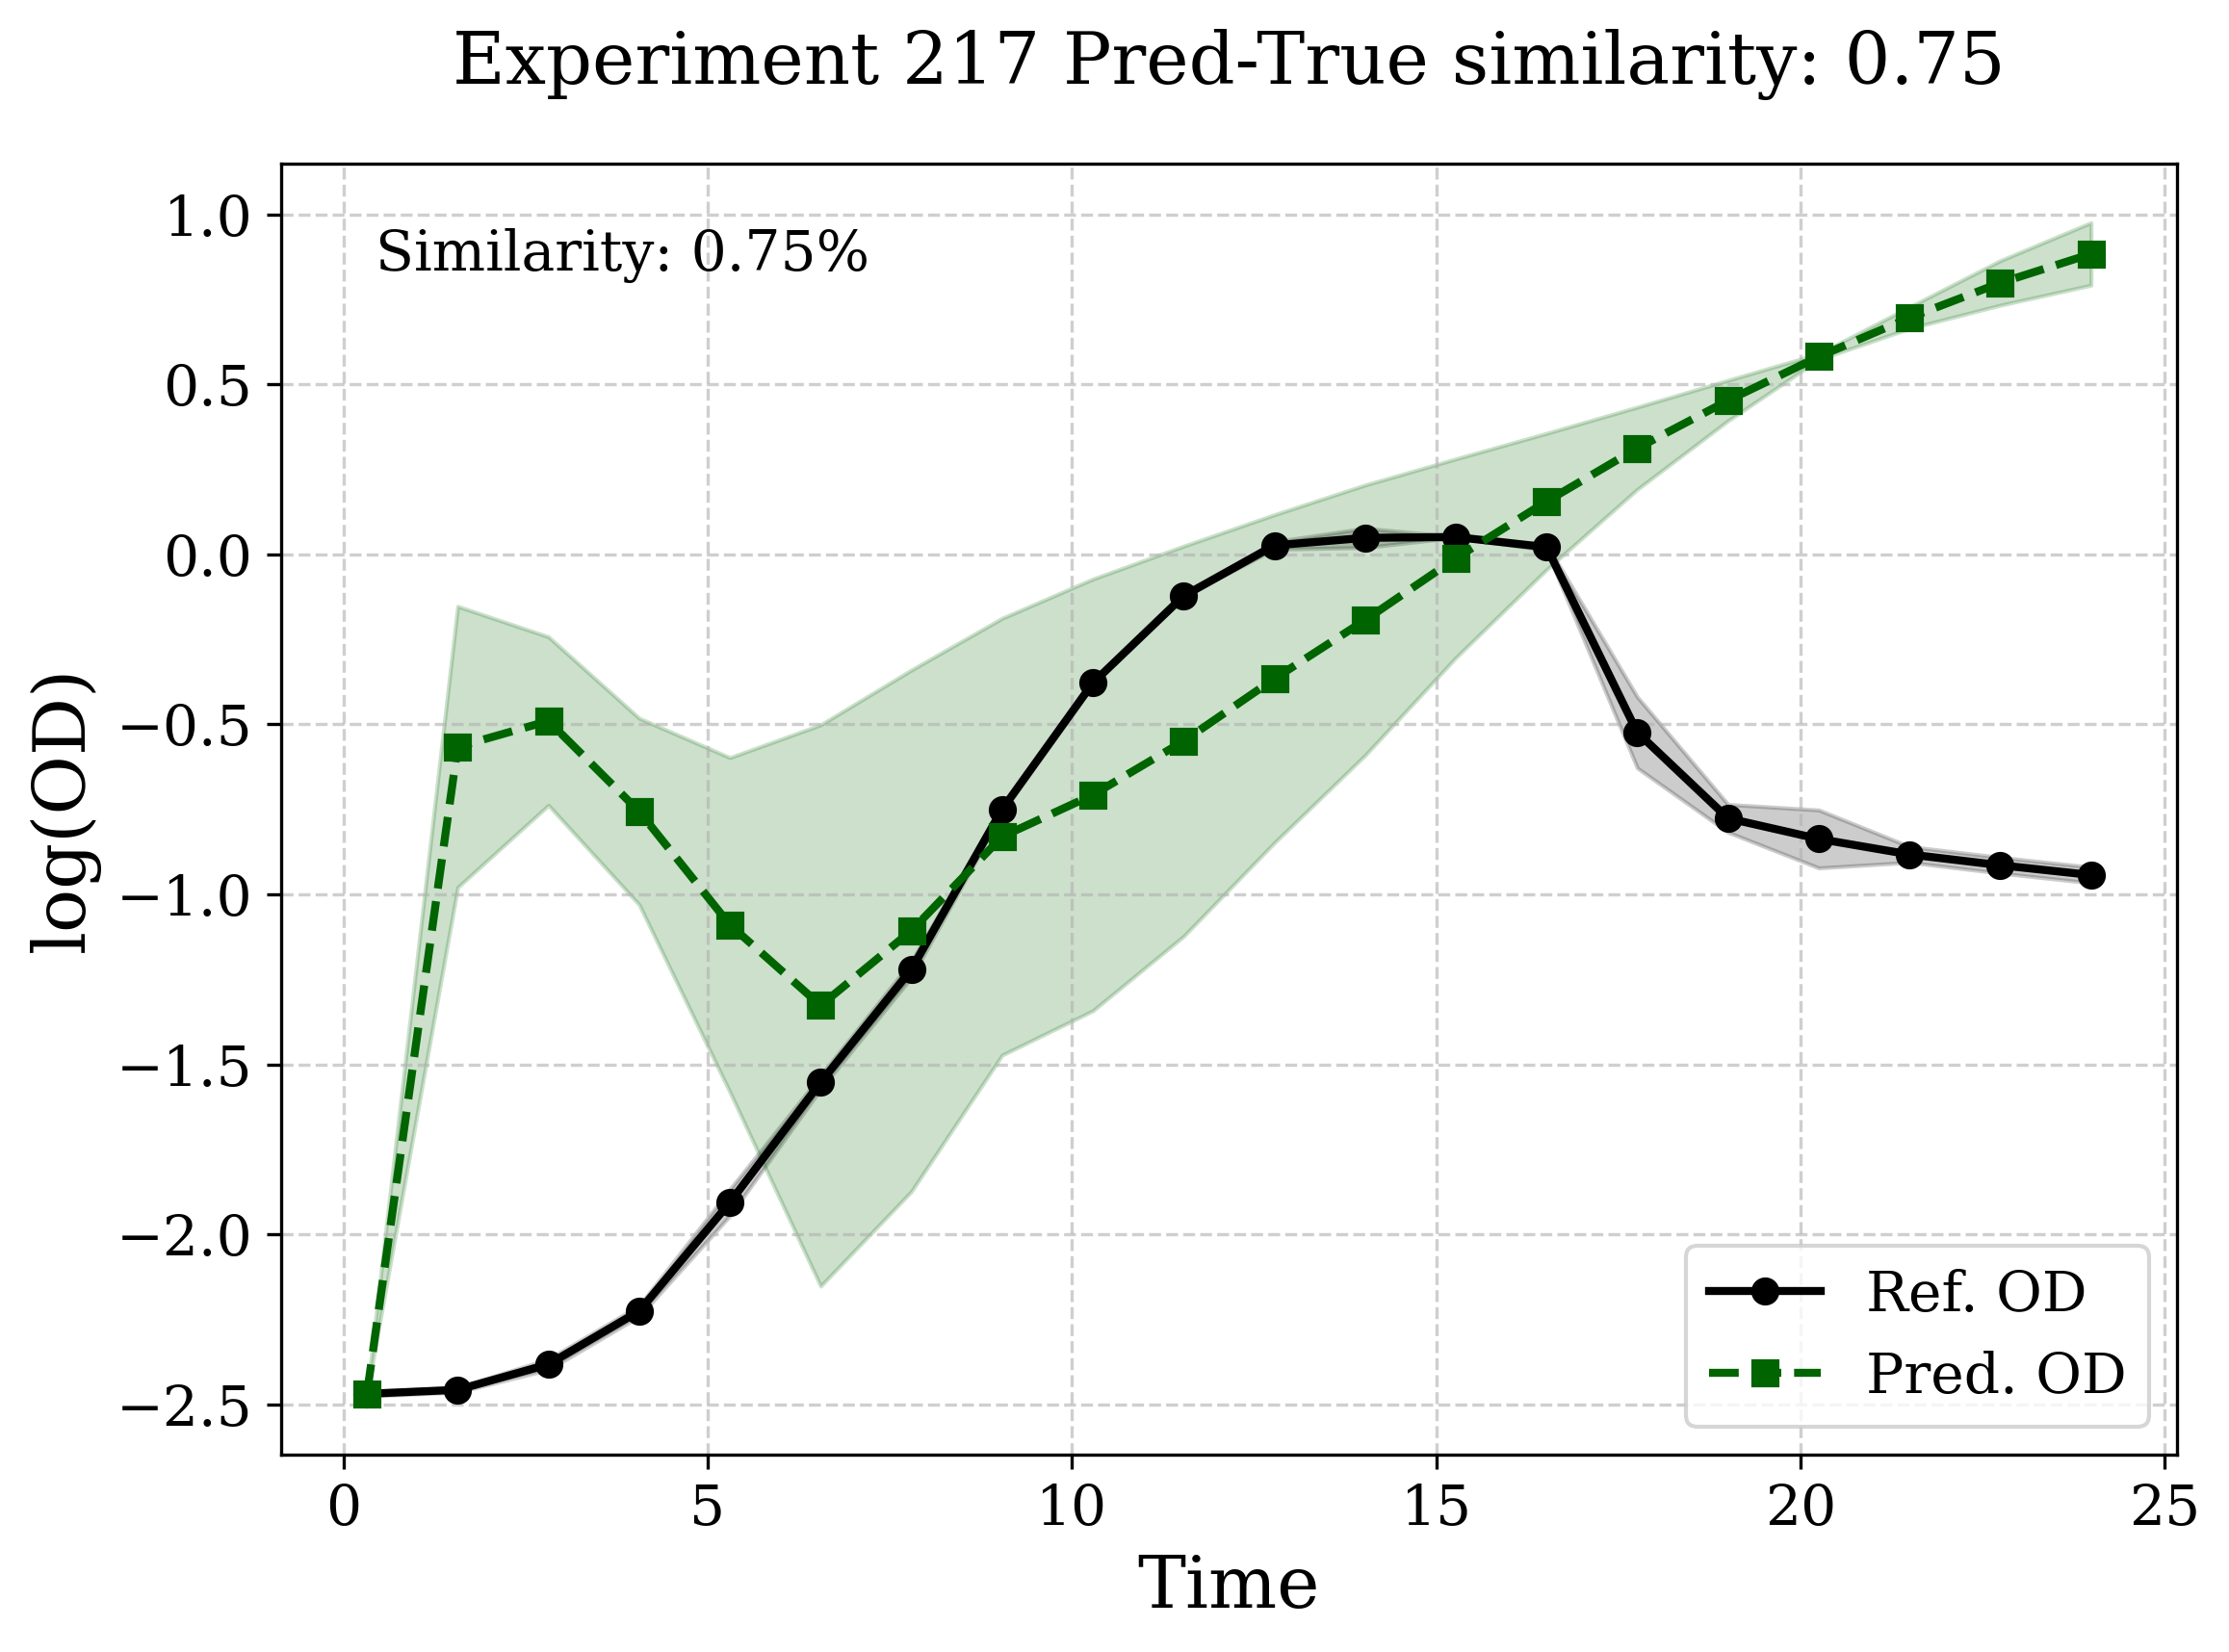 Experiment 217 Pred-True similarity: 0.75
Similarity: 0.75%
log(OD)
1.0
0.5
0.0
−0.5
−1.0
−1.5
−2.0
−2.5
Ref. OD
Pred. OD
0 5 10 15 20 25
Time